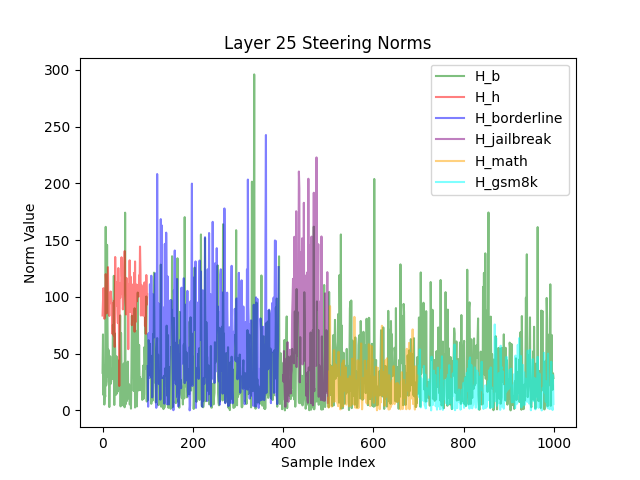 Layer 25 Steering Norms
Norm Value
300
250
200
150
100
50
0
H_b
H_h
H_borderline
H_jailbreak
H_math
H_gsm8k
0
200
400
600
800
1000
Sample Index